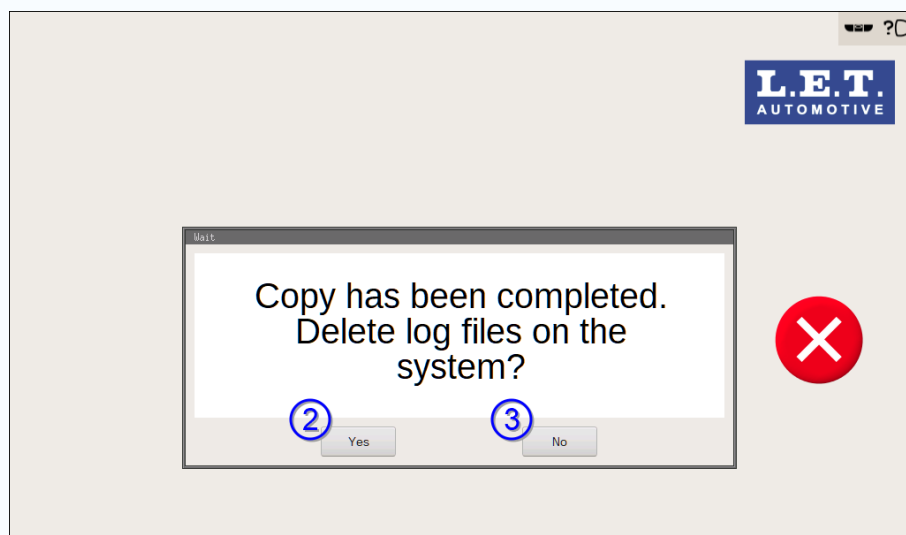 ?
L.E.T.
AUTOMOTIVE
Wait
Copy has been completed.
Delete log files on the
system?
2
Yes
3
No